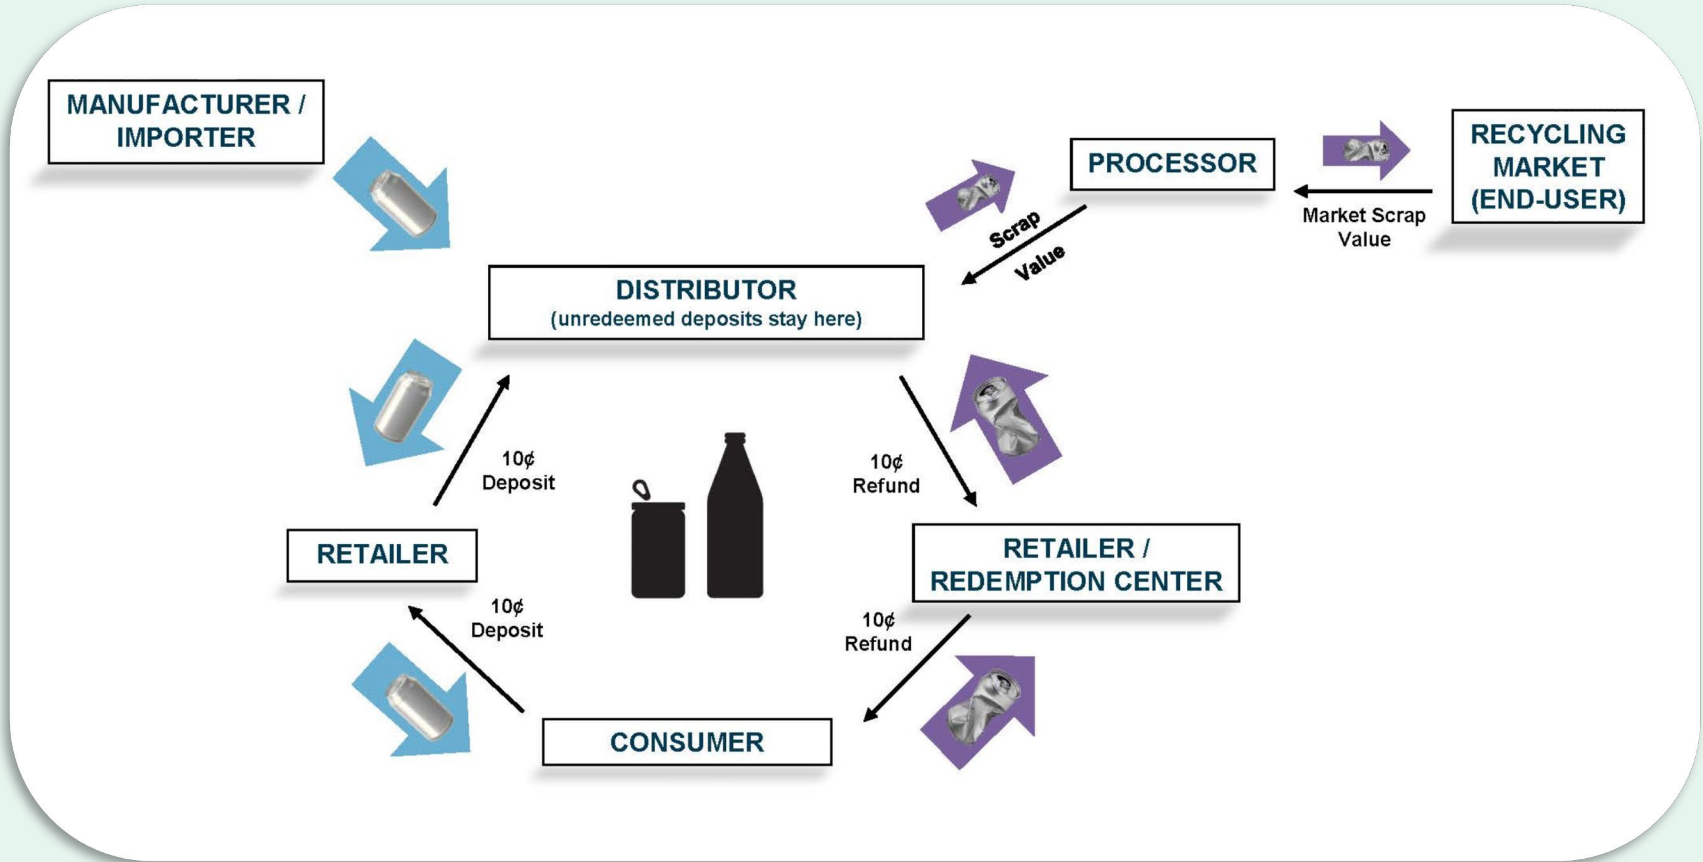 MANUFACTURER /
IMPORTER
PROCESSOR
RECYCLING
MARKET
(END-USER)
Market Scrap
Value
Scrap
Value
DISTRIBUTOR
(unredeemed deposits stay here)
10¢
Deposit
10¢
Refund
RETAILER
RETAILER /
REDEMPTION CENTER
10¢
Deposit
10¢
Refund
CONSUMER